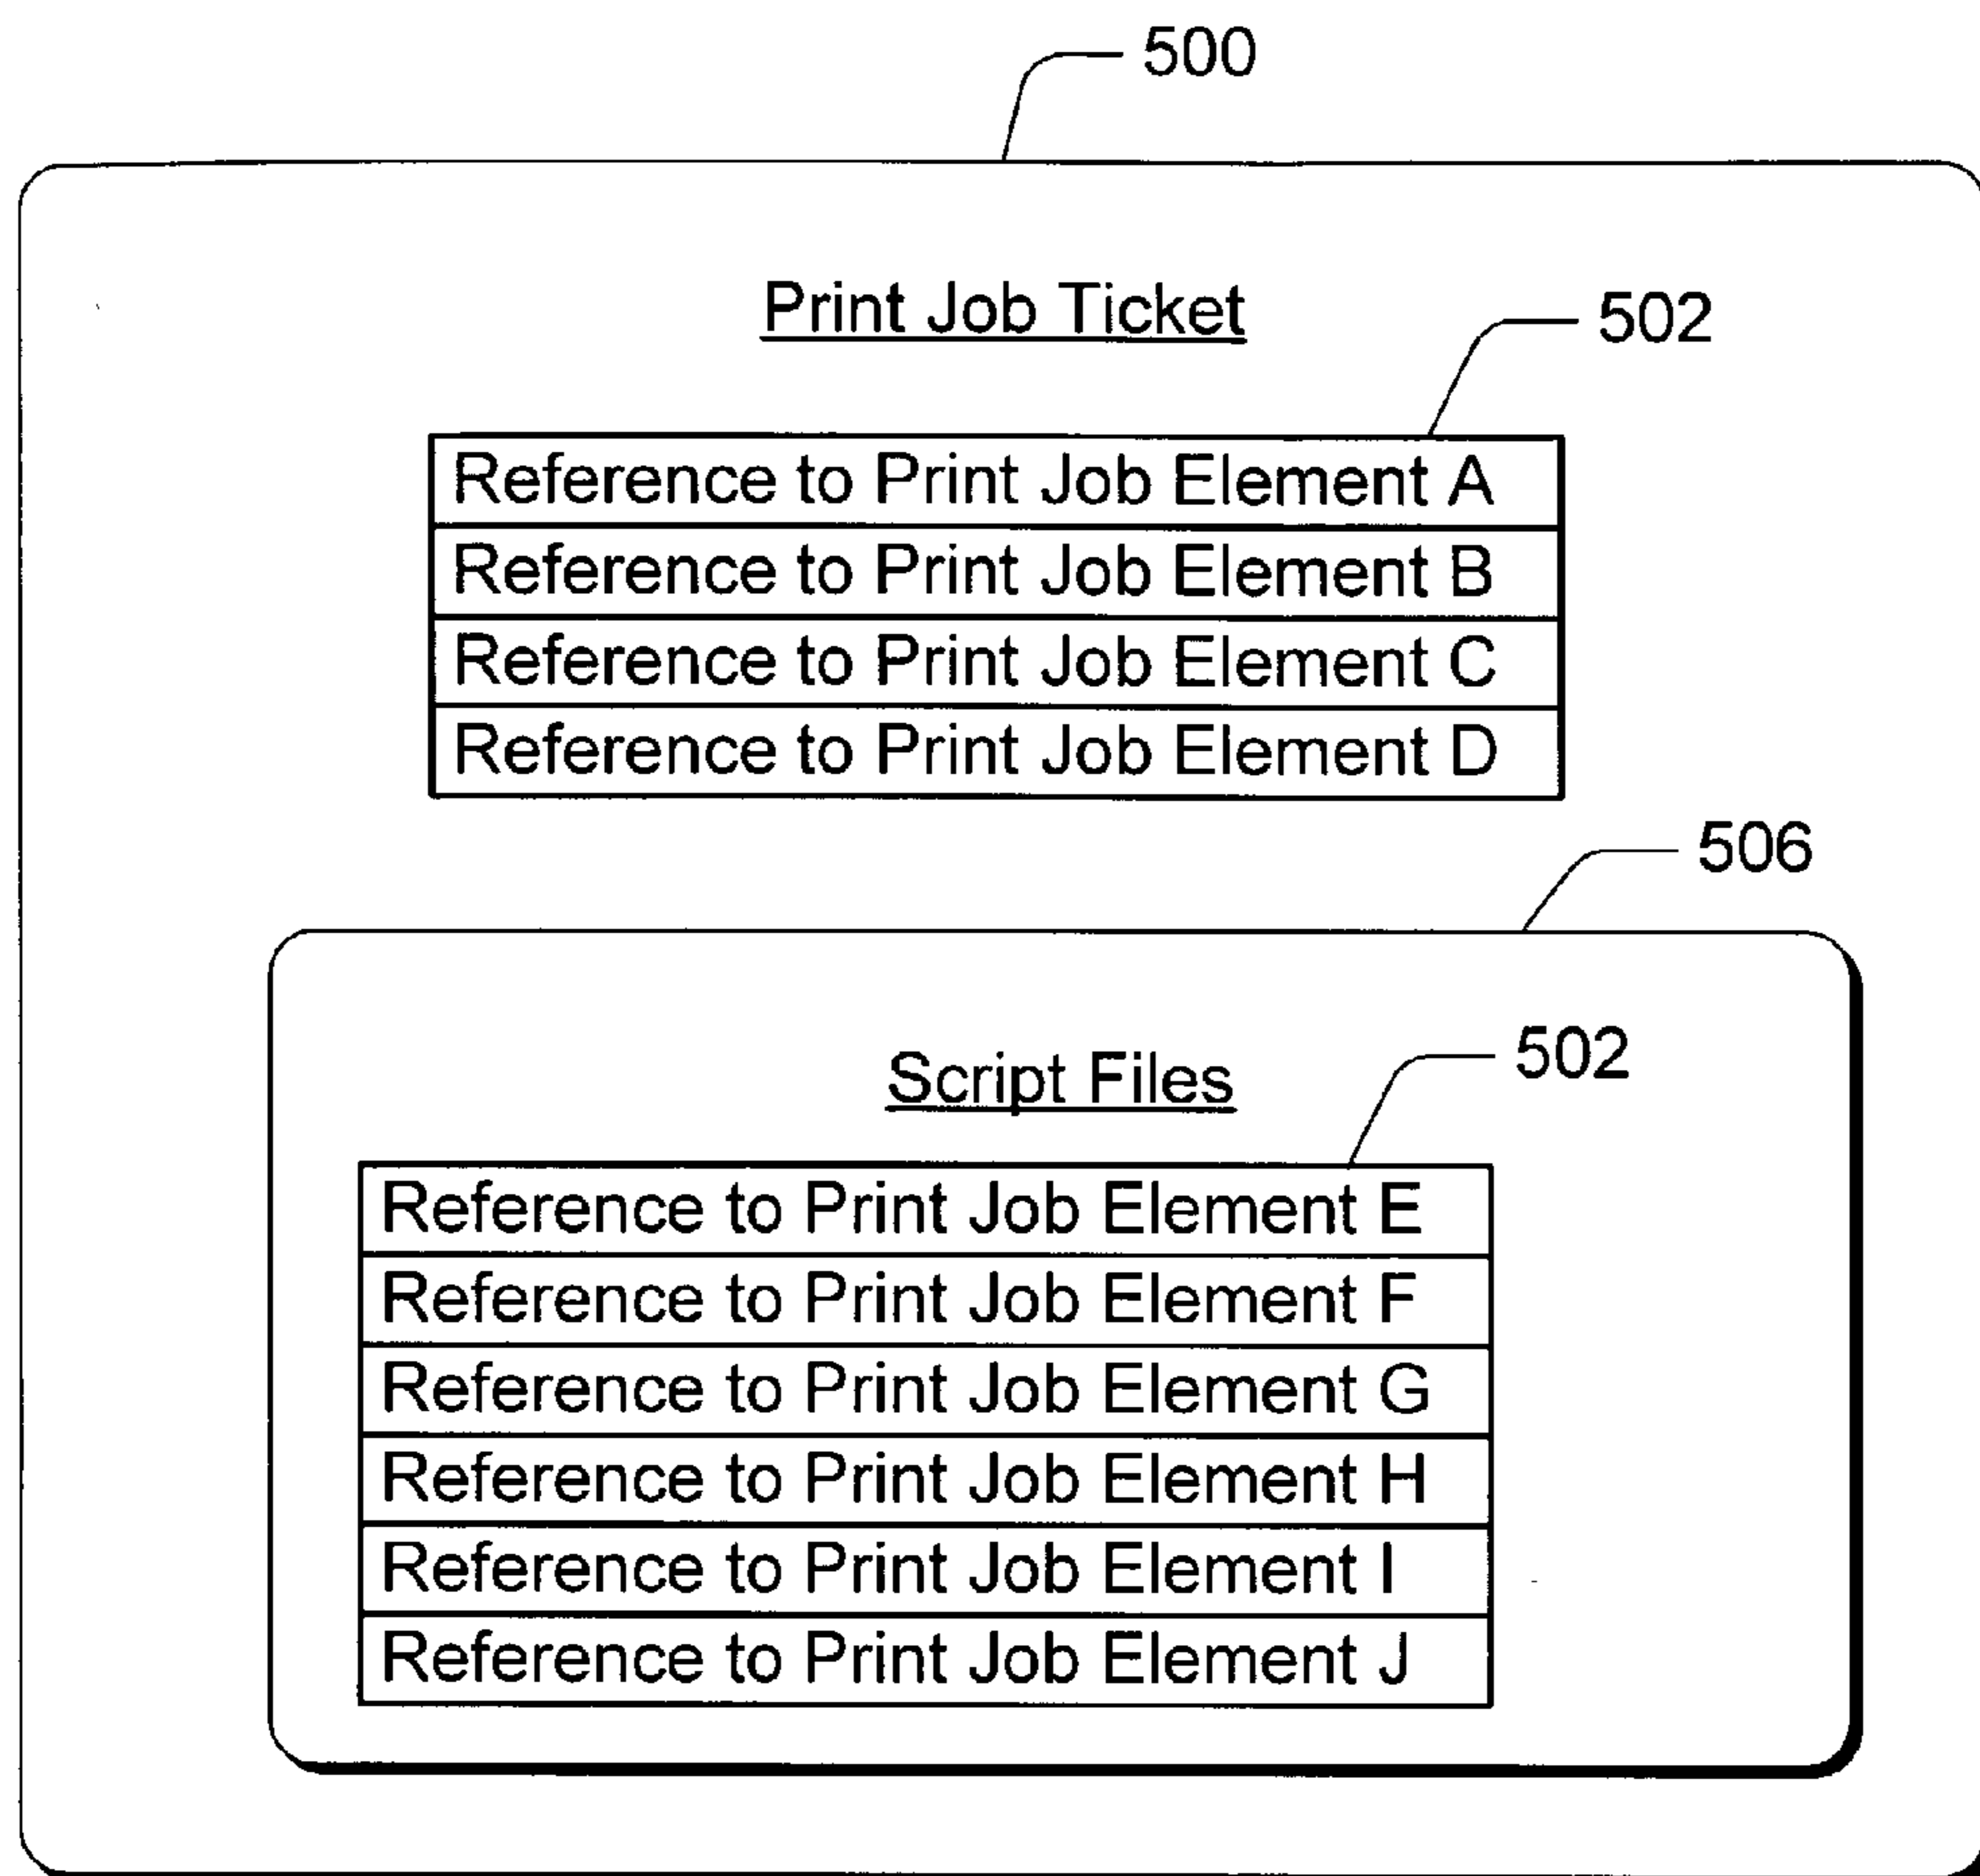 500
Print Job Ticket
502
Reference to Print Job Element A
Reference to Print Job Element B
Reference to Print Job Element C
Reference to Print Job Element D
506
Script Files
502
Reference to Print Job Element E
Reference to Print Job Element F
Reference to Print Job Element G
Reference to Print Job Element H
Reference to Print Job Element I
Reference to Print Job Element J